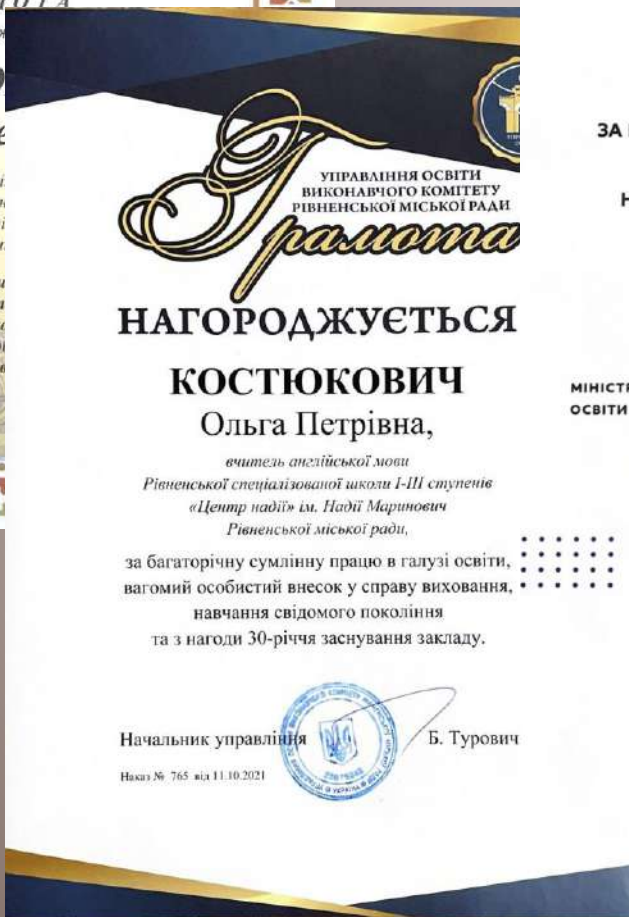 УПРАВЛІННЯ ОСВІТИ
ВИКОНАВЧОГО КОМІТЕТУ
РІВНЕНСЬКОЇ МІСЬКОЇ РАДИ
Грамота
НАГОРОДЖУЄТЬСЯ
КОСТЮКОВИЧ
Ольга Петрівна,
вчитель англійської мови
Рівненської спеціалізованої школи І-ІІІ ступенів
«Центр надії» ім. Надії Маринович
Рівненської міської ради,
за багаторічну сумлінну працю в галузі освіти,
вагомий особистий внесок у справу виховання,
навчання свідомого покоління
та з нагоди 30-річчя заснування закладу.
Начальник управління Б. Турович
Наказ № 765 від 11.10.2021
ЗА
ОСВІТИ